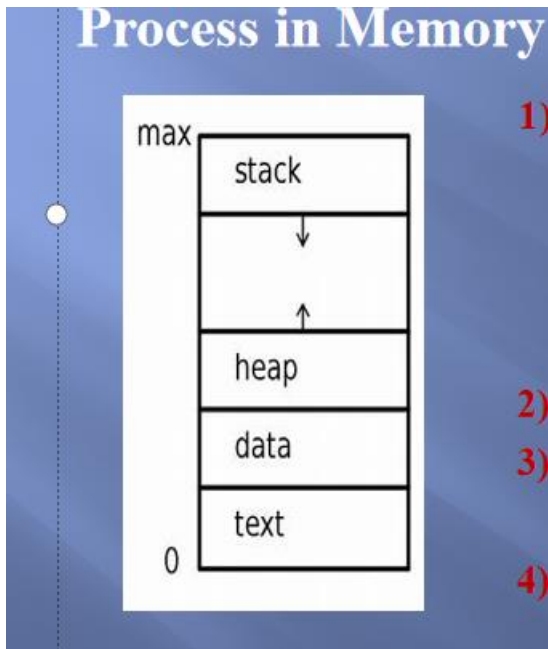 Process in Memory
1)
max
stack
heap
2)
data
3)
text
0
4)